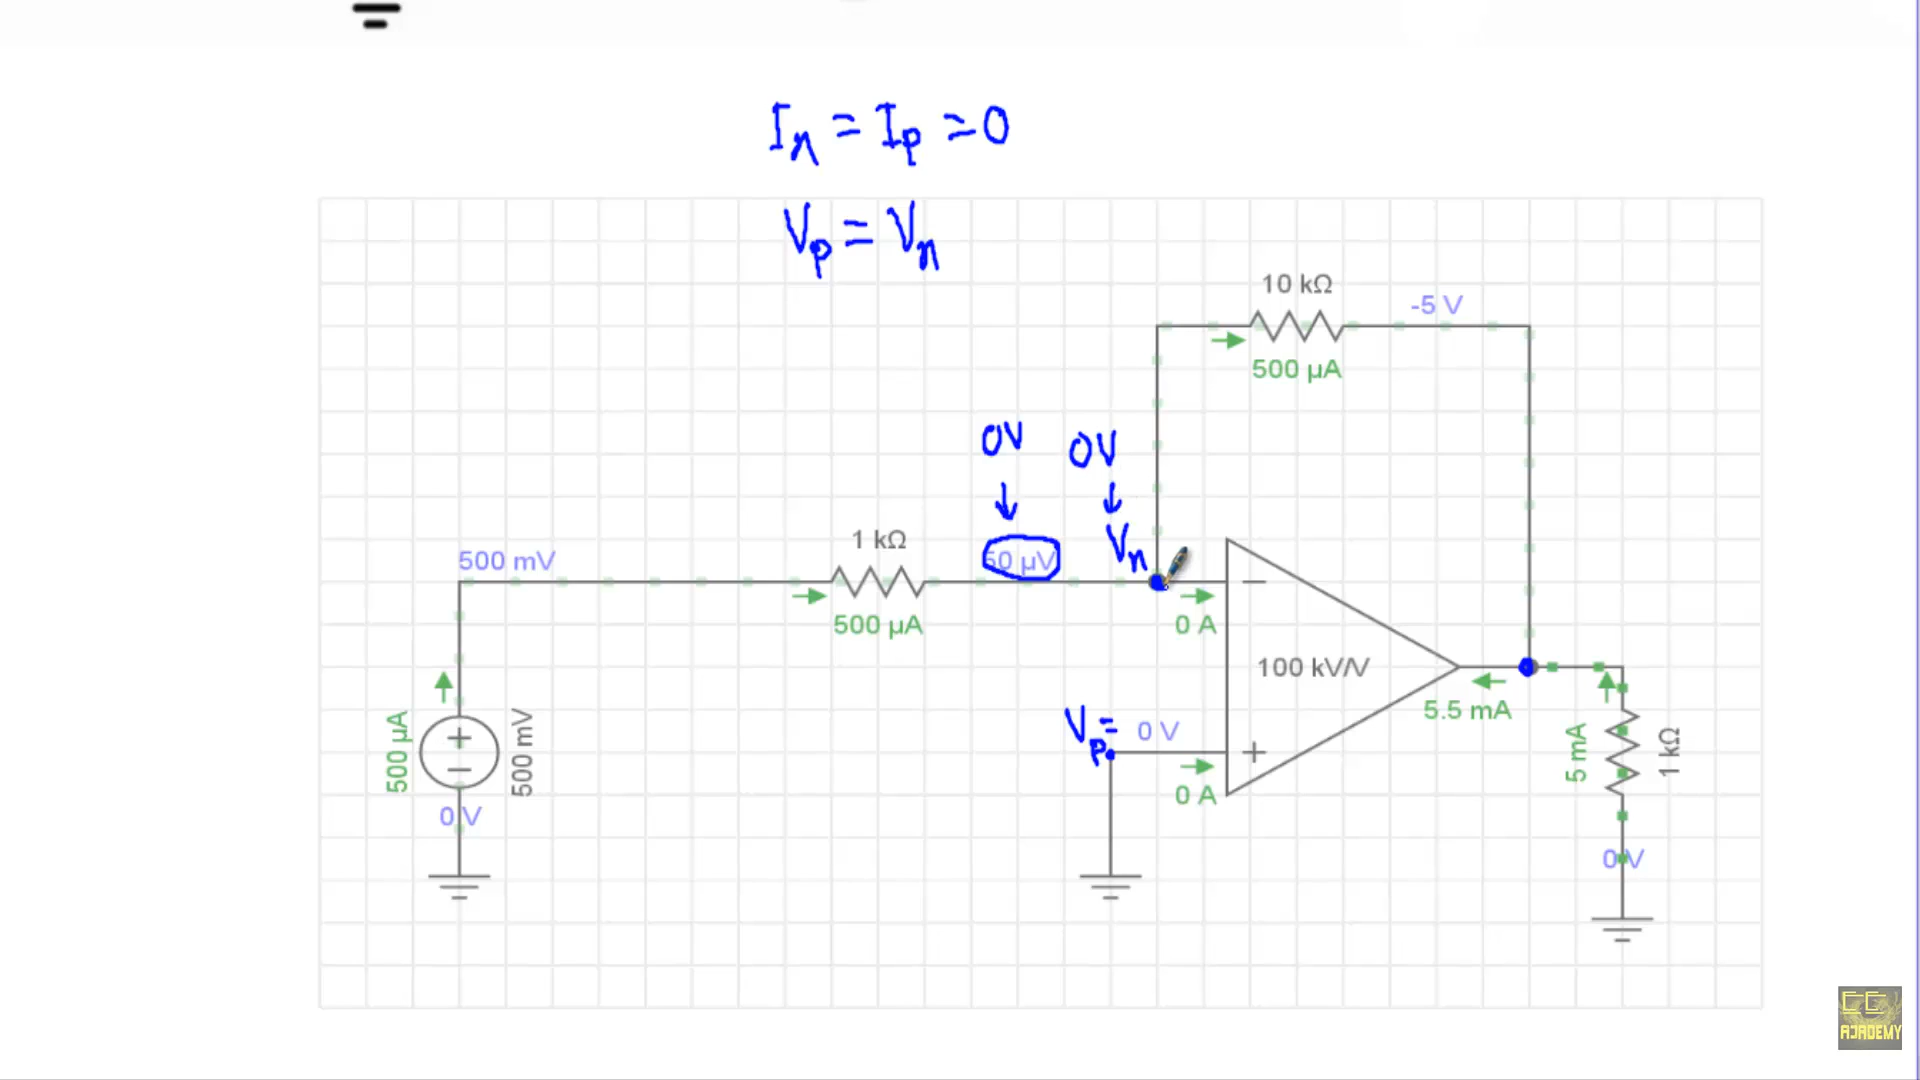 Iₙ = Iₚ = 0
Vₚ = Vₙ
10 kΩ
-5 V
500 µA
0V 0V
Vₙ
1 kΩ
500 mV
50 µV
500 µA
0 A
−
100 kV/V
5.5 mA
Vₚ = 0 V
+
0 A
500 µA
+
−
500 mV
0 V
5 mA
1 kΩ
0 V
EE
AJADEMY